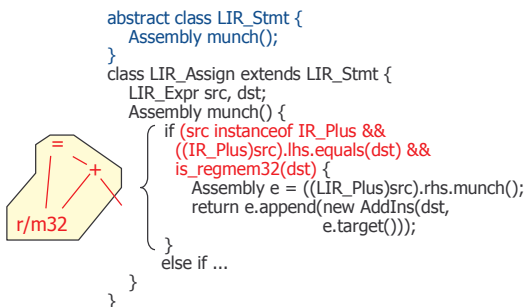 abstract class LIR_Stmt {
Assembly munch();
}
class LIR_Assign extends LIR_Stmt {
LIR_Expr src, dst;
Assembly munch() {
if (src instanceof IR_Plus &&
((IR_Plus)src).lhs.equals(dst) &&
is_regmem32(dst) {
Assembly e = ((LIR_Plus)src).rhs.munch();
return e.append(new AddIns(dst,
e.target()));
}
else if ...
}
}
=
+
r/m32